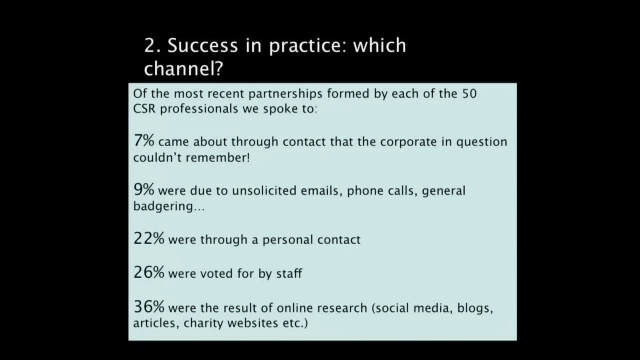 2. Success in practice: which
channel?
Of the most recent partnerships formed by each of the 50
CSR professionals we spoke to:
7% came about through contact that the corporate in question
couldn't remember!
9% were due to unsolicited emails, phone calls, general
badgering…
22% were through a personal contact
26% were voted for by staff
36% were the result of online research (social media, blogs,
articles, charity websites etc.)